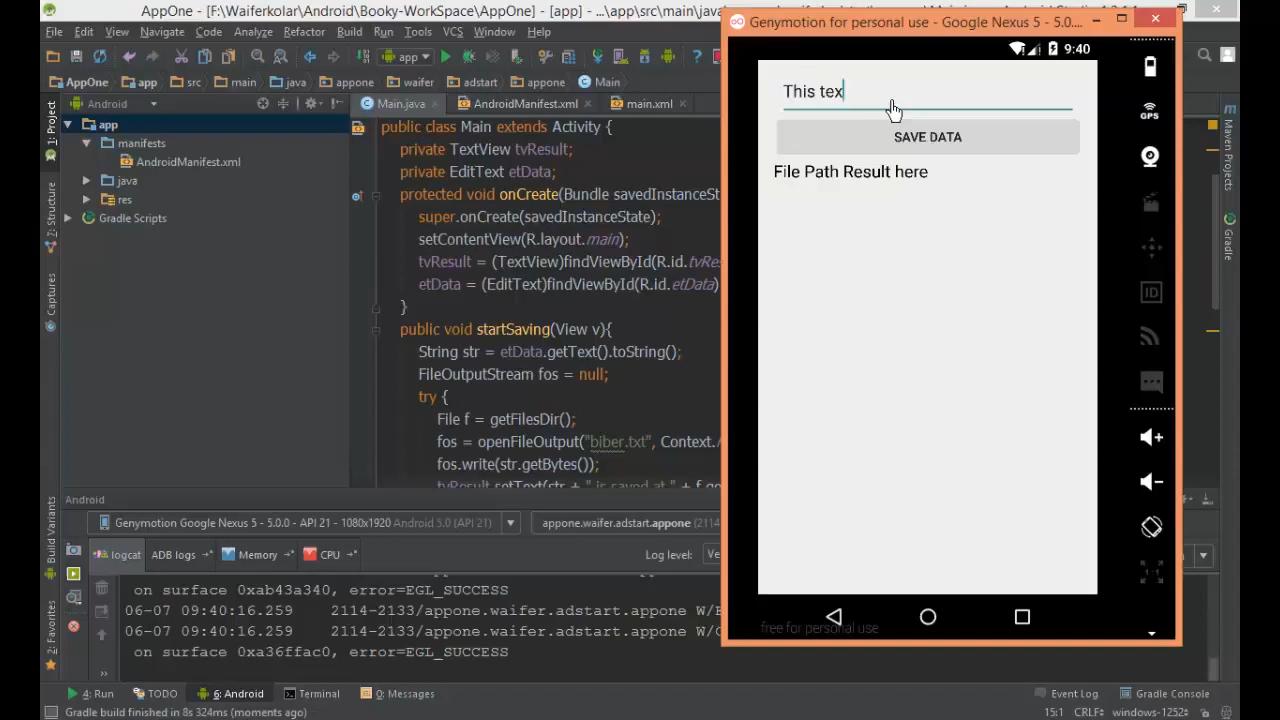 AppOne - [F:\Waiferkolar\Android\Booky-WorkSpace\AppOne] - [app] - ...\app\src\main\java\
Genymotion for personal use - Google Nexus 5 - 5.0....
File Edit View Navigate Code Analyze Refactor Build Run Tools VCS Window
9:40
app
AppOne app src main java appone waifer adstart appone Main
This tex
Android
Main.java AndroidManifest.xml main.xml
GPS
1: Project
app
public class Main extends Activity {
SAVE DATA
manifests
private TextView tvResult;
AndroidManifest.xml
private EditText etData;
File Path Result here
java
protected void onCreate(Bundle savedInstanceSta
res
super.onCreate(savedInstanceState);
Gradle Scripts
setContentView(R.layout.main);
7: Structure
tvResult = (TextView)findViewById(R.id.tvResu
etData = (EditText)findViewById(R.id.etData)
ID
Captures
}
public void startSaving(View v){
String str = etData.getText().toString();
FileOutputStream fos = null;
try {
File f = getFilesDir();
fos = openFileOutput("biber.txt", Context.
fos.write(str.getBytes());
tvResult.setText(str + " is saved at " + f.ge
Maven Projects
Gradle
Android
Genymotion Google Nexus 5 - 5.0.0 - API 21 - 1080x1920 Android 5.0 (API 21)
appone.waifer.adstart.appone (2114
Build Variants
logcat ADB logs Memory CPU
Log level: Ve
on surface 0xab43a340, error=EGL_SUCCESS
06-07 09:40:16.259 2114-2133/appone.waifer.adstart.appone W/E
06-07 09:40:16.259 2114-2133/appone.waifer.adstart.appone W/
on surface 0xa36ffac0, error=EGL_SUCCESS
2: Favorites
free for personal use
4: Run TODO 6: Android Terminal 0: Messages
Event Log Gradle Console
Gradle build finished in 8s 324ms (moments ago)
15:1 CRLF windows-1252